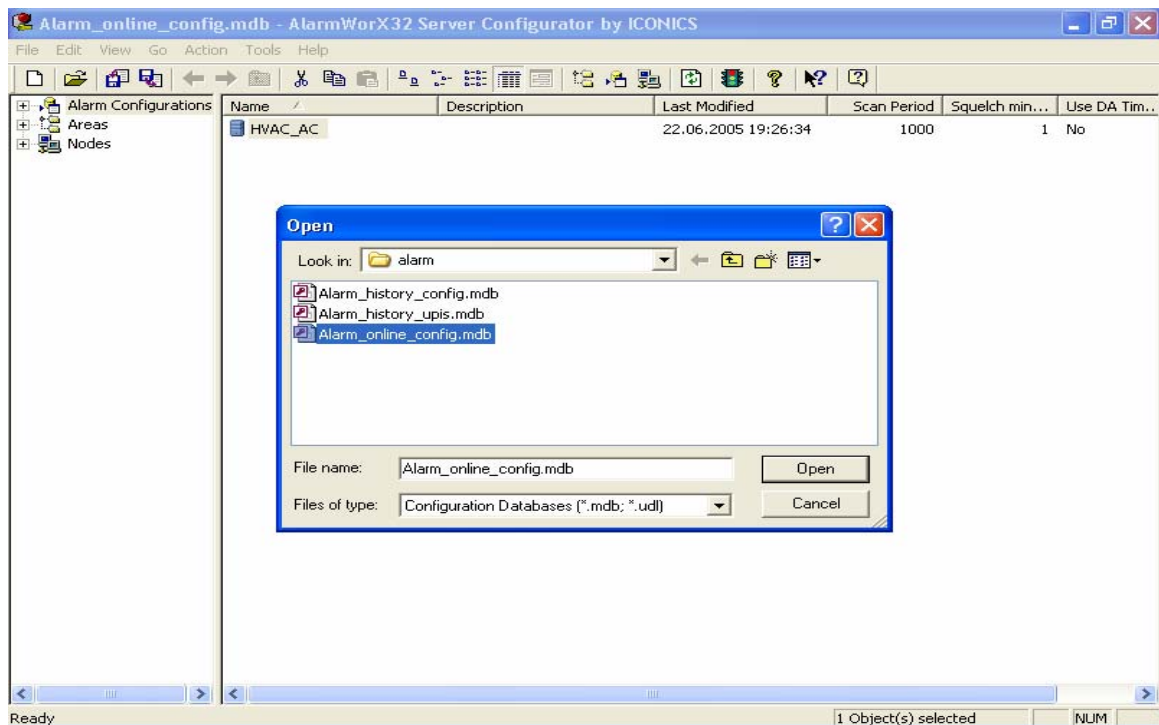 Alarm_online_config.mdb - AlarmWorX32 Server Configurator by ICONICS
File Edit View Go Action Tools Help
Alarm Configurations
Areas
Nodes
Name Description Last Modified Scan Period Squelch min... Use DA Tim..
HVAC_AC 22.06.2005 19:26:34 1000 1 No
Open
Look in: alarm
Alarm_history_config.mdb
Alarm_history_upis.mdb
Alarm_online_config.mdb
File name: Alarm_online_config.mdb Open
Files of type: Configuration Databases (*.mdb; *.udl) Cancel
Ready 1 Object(s) selected NUM